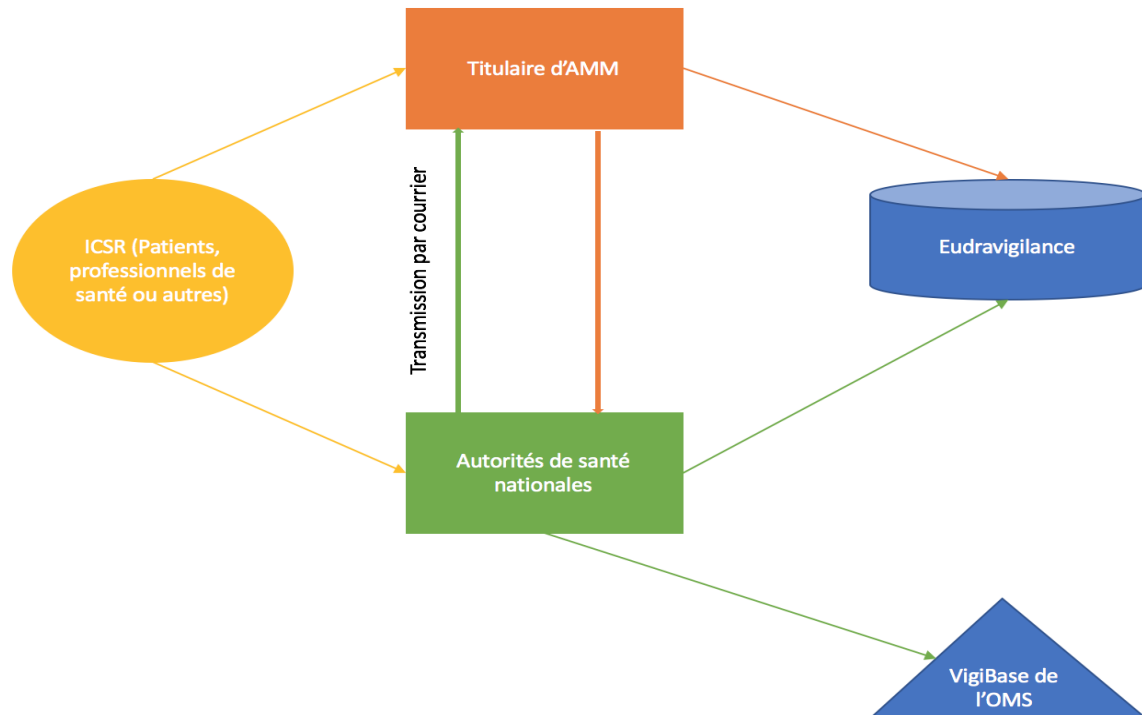 Titulaire d'AMM
ICSR (Patients,
professionnels de
santé ou autres)
Transmission par courrier
Eudravigilance
Autorités de santé
nationales
VigiBase de
l'OMS